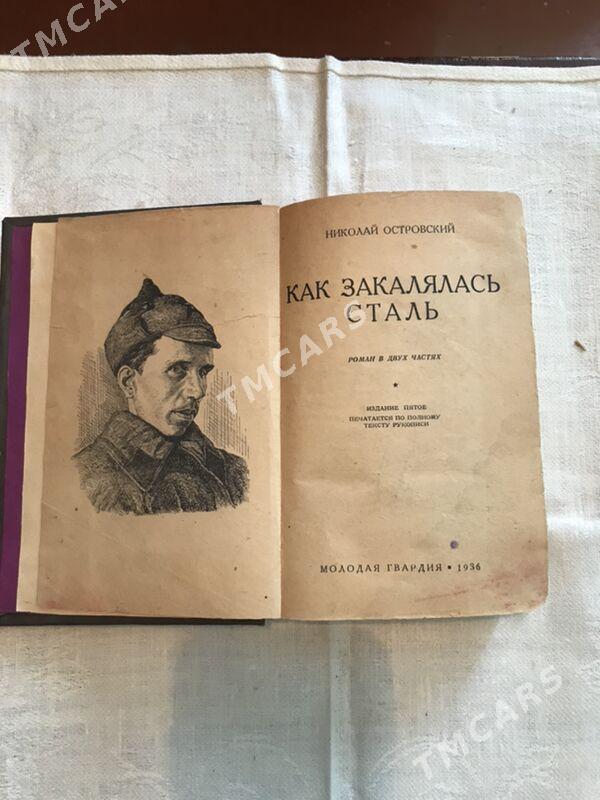 TMCARS
НИКОЛАЙ ОСТРОВСКИЙ
КАК ЗАКАЛЯЛАСЬ
СТАЛЬ
РОМАН В ДВУХ ЧАСТЯХ
TMCARS
ИЗДАНИЕ ПЯТОЕ
ПЕЧАТАЕТСЯ ПО ПОЛНОМУ
ТЕКСТУ РУКОПИСИ
МОЛОДАЯ ГВАРДИЯ • 1936
TMCARS